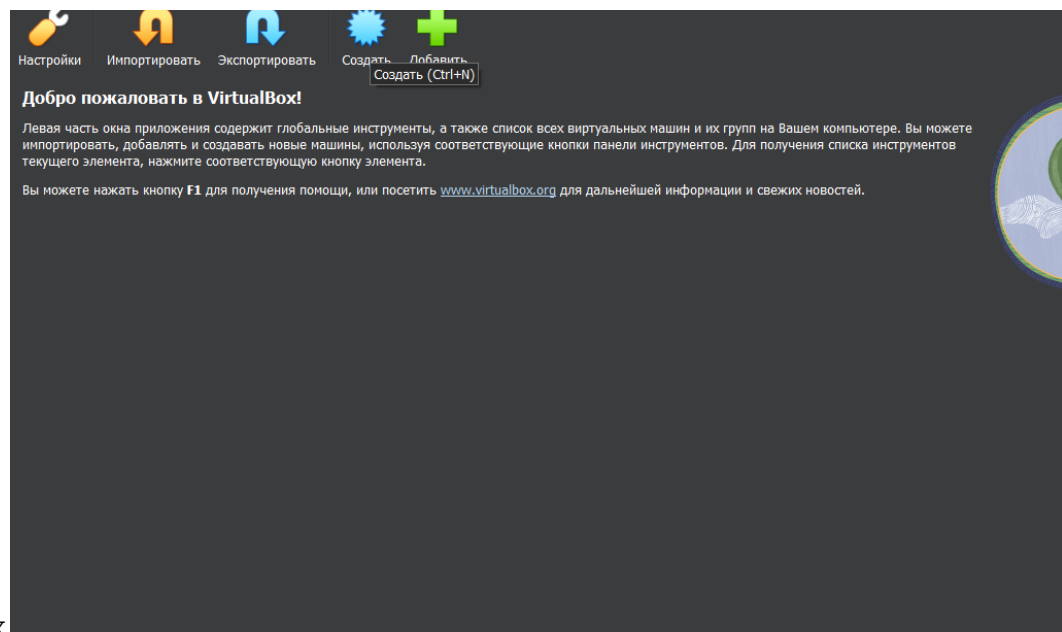 Настройки Импортировать Экспортировать Создать Добавить
Создать (Ctrl+N)
Добро пожаловать в VirtualBox!
Левая часть окна приложения содержит глобальные инструменты, а также список всех виртуальных машин и их групп на Вашем компьютере. Вы можете
импортировать, добавлять и создавать новые машины, используя соответствующие кнопки панели инструментов. Для получения списка инструментов
текущего элемента, нажмите соответствующую кнопку элемента.
Вы можете нажать кнопку F1 для получения помощи, или посетить www.virtualbox.org для дальнейшей информации и свежих новостей.